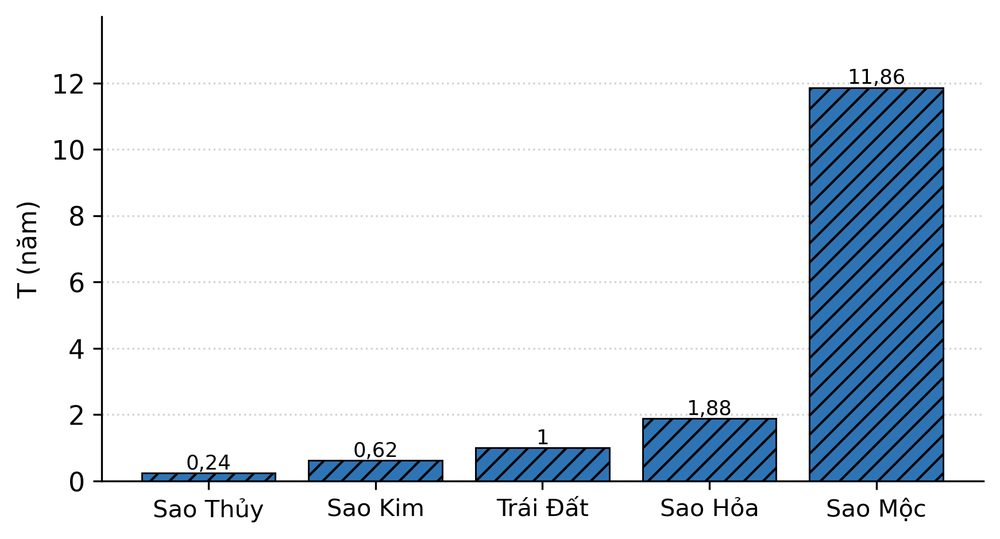 T (năm)
12
10
8
6
4
2
0
0,24
0,62
1
1,88
11,86
Sao Thủy
Sao Kim
Trái Đất
Sao Hỏa
Sao Mộc